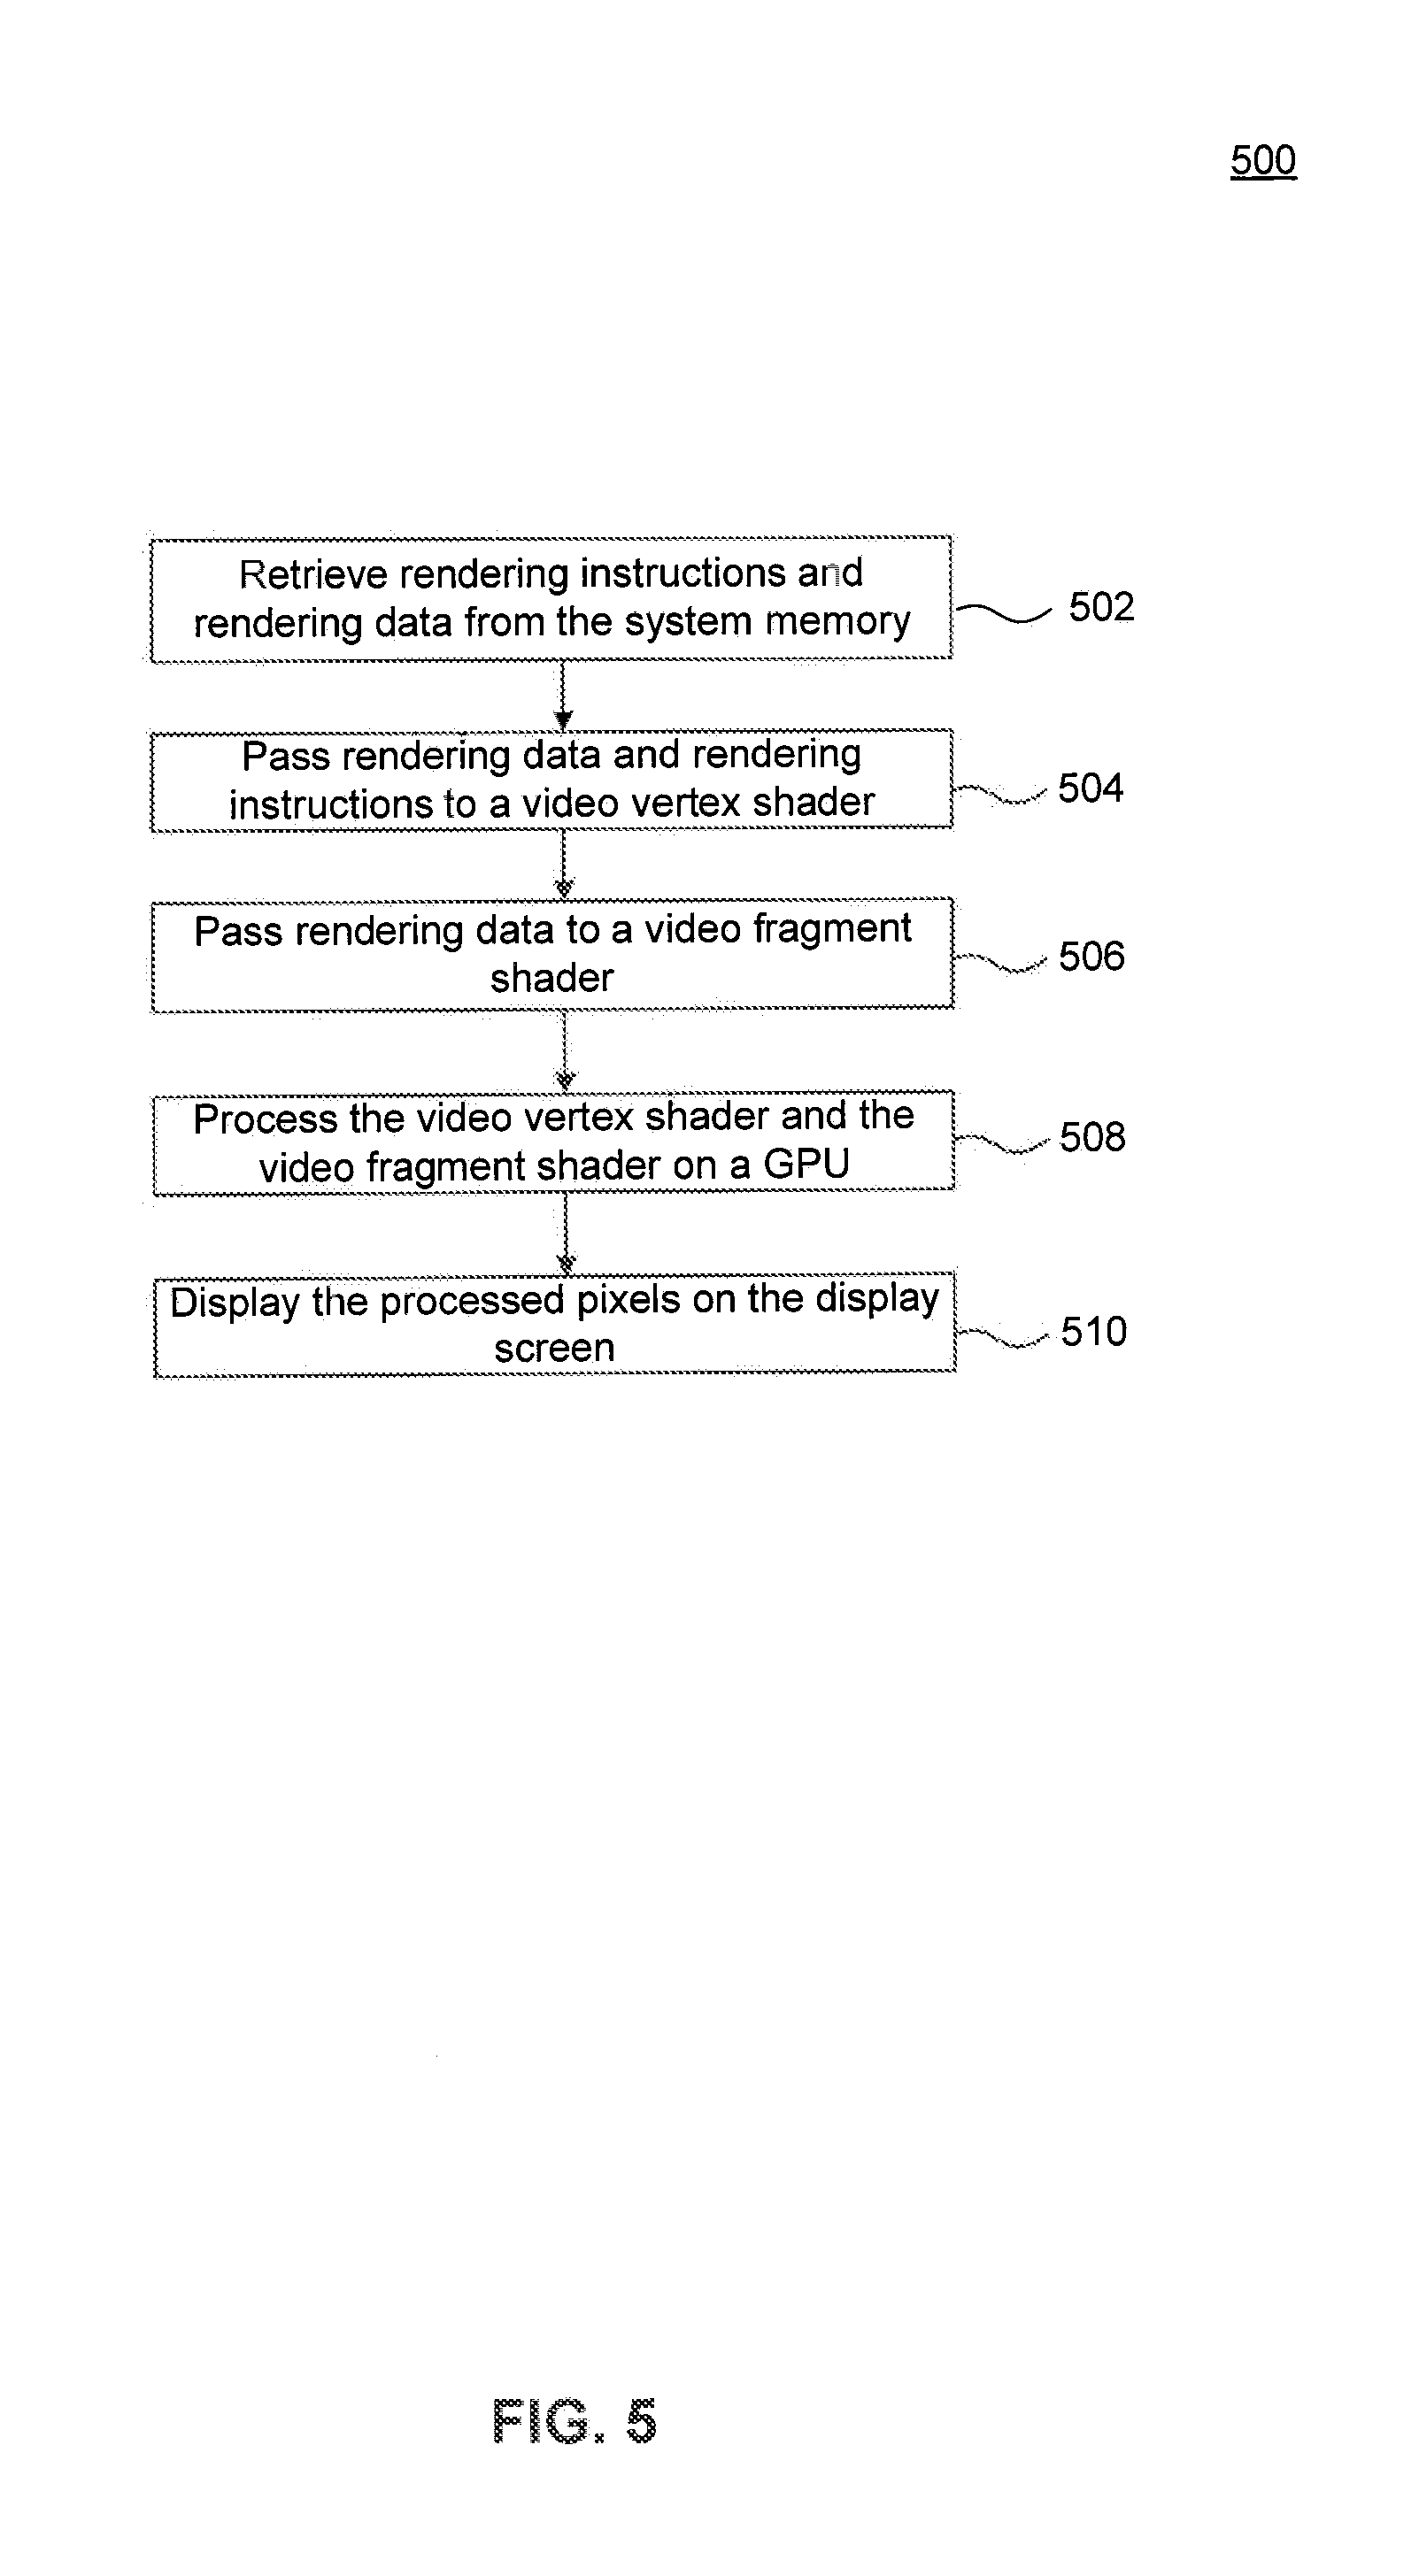 500
Retrieve rendering instructions and
rendering data from the system memory
502
Pass rendering data and rendering
instructions to a video vertex shader
504
Pass rendering data to a video fragment
shader
506
Process the video vertex shader and the
video fragment shader on a GPU
508
Display the processed pixels on the display
screen
510
FIG. 5